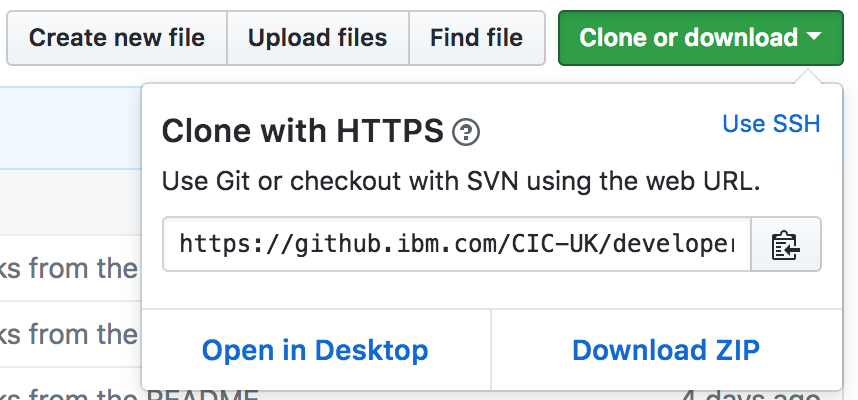 Create new file Upload files Find file Clone or download
Clone with HTTPS ?
Use SSH
Use Git or checkout with SVN using the web URL.
https://github.ibm.com/CIC-UK/developer
ks from the
ks from the
Open in Desktop Download ZIP
ks from the README 4 days ago